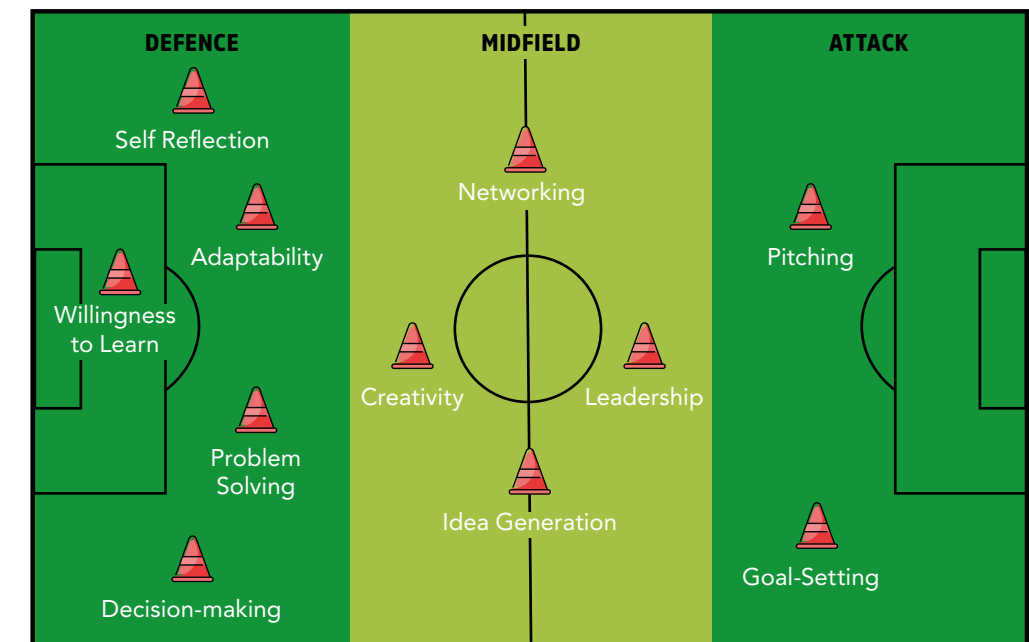 DEFENCE
MIDFIELD
ATTACK
Self Reflection
Networking
Adaptability
Pitching
Willingness
to Learn
Creativity
Leadership
Problem
Solving
Idea Generation
Goal-Setting
Decision-making